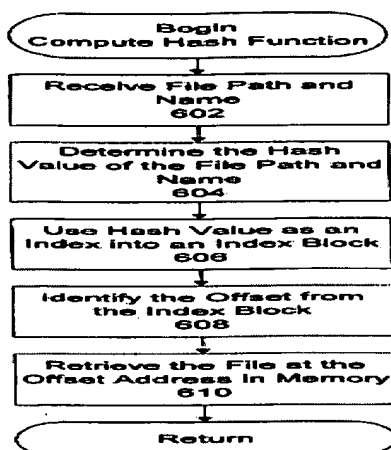 Begin
Compute Hash Function
Receive File Path and
Name
602
Determine the Hash
Value of the File Path and
Name
604
Use Hash Value as an
Index into an Index Block
606
Identify the Offset from
the Index Block
608
Retrieve the File at the
Offset Address in Memory
610
Return